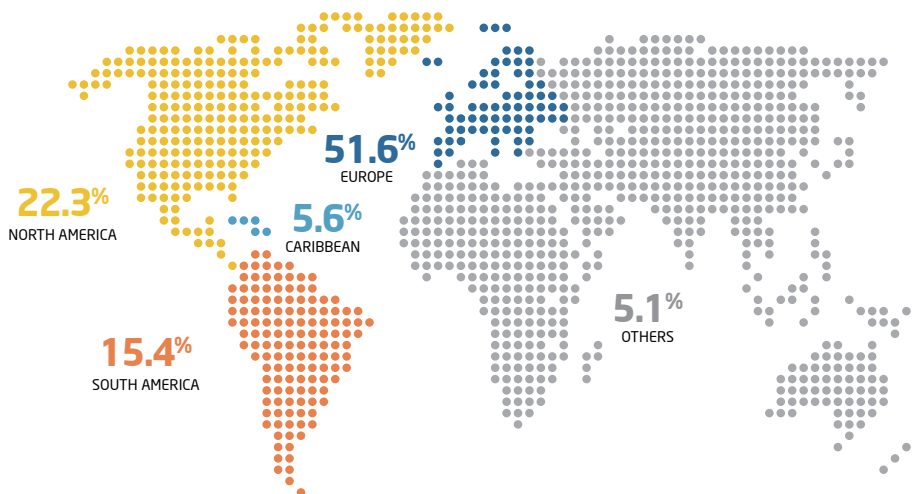 51.6%
EUROPE
22.3%
NORTH AMERICA
5.6%
CARIBBEAN
5.1%
OTHERS
15.4%
SOUTH AMERICA